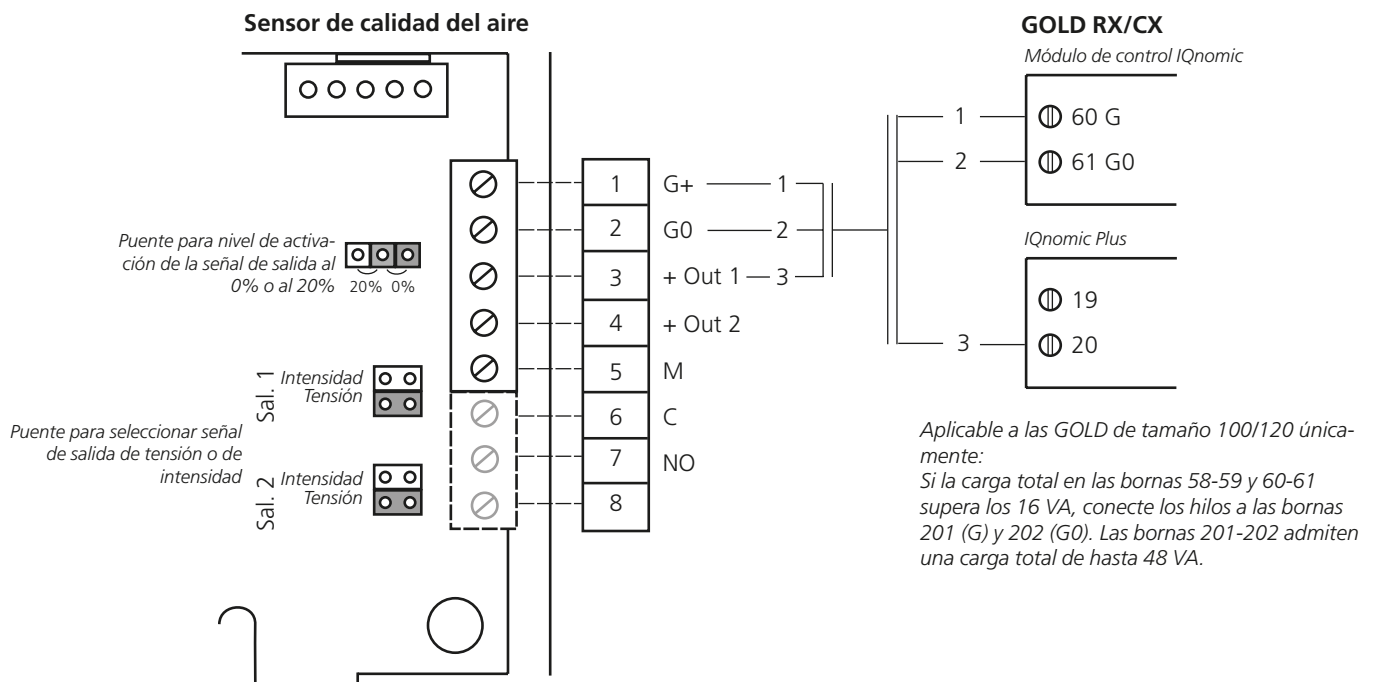 Sensor de calidad del aire
GOLD RX/CX
Módulo de control IQnomic
1
60 G
2
61 G0
1
G+
1
2
G0
2
3
+ Out 1
3
4
+ Out 2
5
M
6
C
7
NO
8
Puente para nivel de activa-
ción de la señal de salida al
0% o al 20%
20% 0%
Sal. 1
Intensidad
Tensión
Puente para seleccionar señal
de salida de tensión o de
intensidad
Sal. 2
Intensidad
Tensión
IQnomic Plus
19
3
20
Aplicable a las GOLD de tamaño 100/120 única-
mente:
Si la carga total en las bornas 58-59 y 60-61
supera los 16 VA, conecte los hilos a las bornas
201 (G) y 202 (G0). Las bornas 201-202 admiten
una carga total de hasta 48 VA.